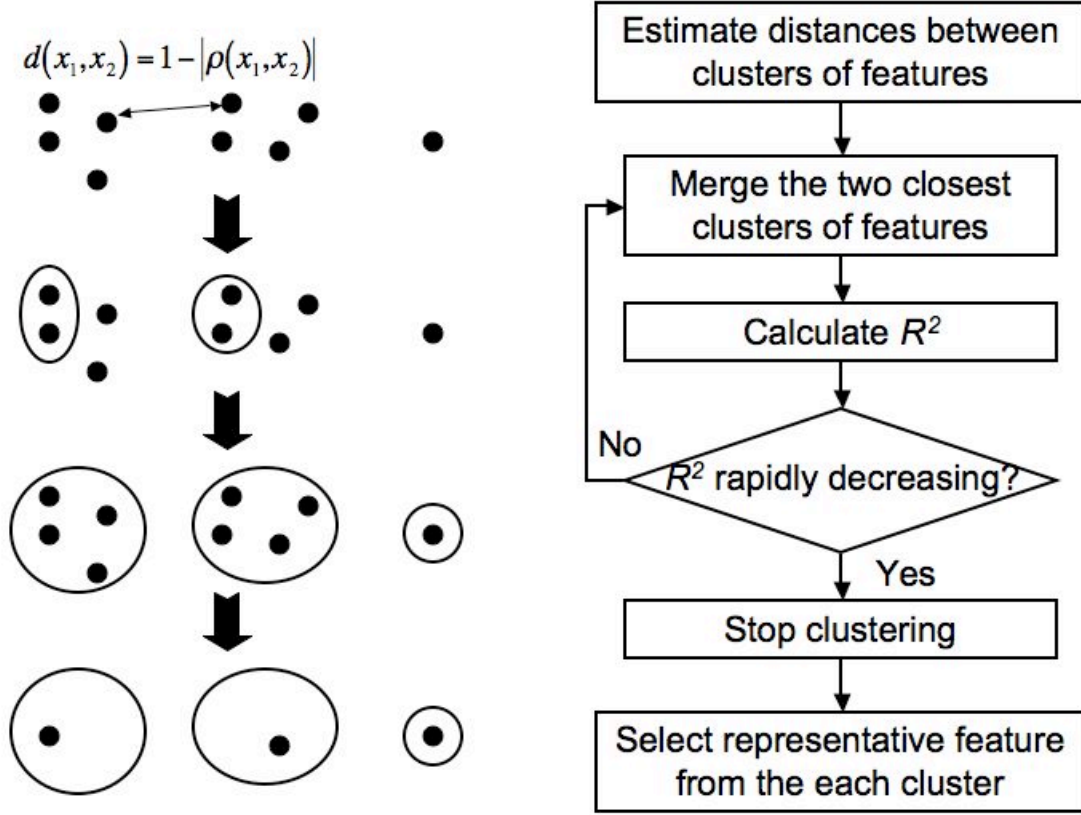 d(x₁,x₂) = 1 − |ρ(x₁,x₂)|
Estimate distances between
clusters of features
Merge the two closest
clusters of features
Calculate R²
No
R² rapidly decreasing?
Yes
Stop clustering
Select representative feature
from the each cluster